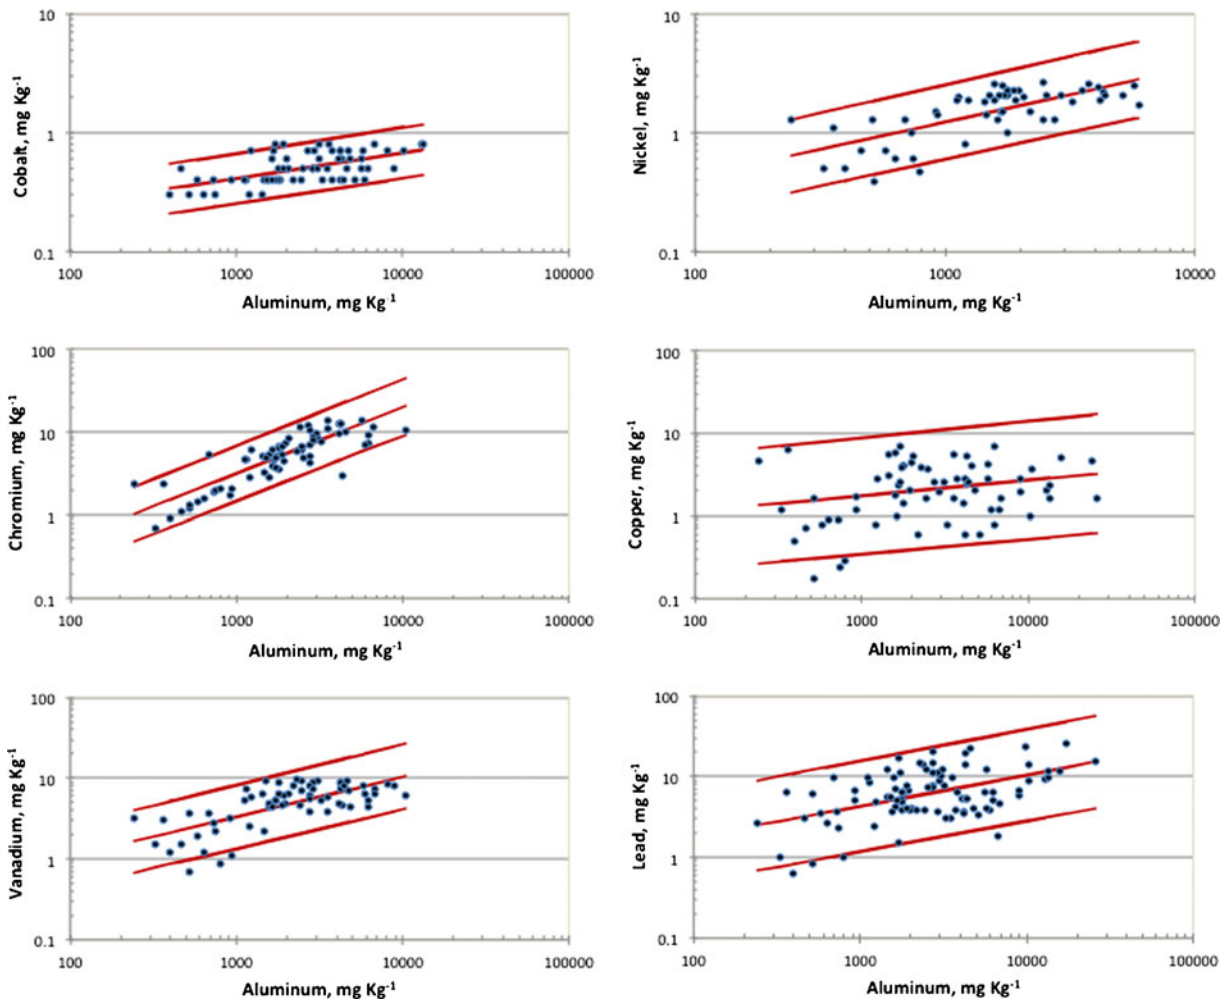 10
1
0.1
Cobalt, mg Kg-1
100 1000 10000 100000
Aluminum, mg Kg-1
10
1
0.1
Nickel, mg Kg-1
100 1000 10000
Aluminum, mg Kg-1
100
10
1
0.1
Chromium, mg Kg-1
100 1000 10000 100000
Aluminum, mg Kg-1
100
10
1
0.1
Copper, mg Kg-1
100 1000 10000 100000
Aluminum, mg Kg-1
100
10
1
0.1
Vanadium, mg Kg-1
100 1000 10000 100000
Aluminum, mg Kg-1
100
10
1
0.1
Lead, mg Kg-1
100 1000 10000 100000
Aluminum, mg Kg-1